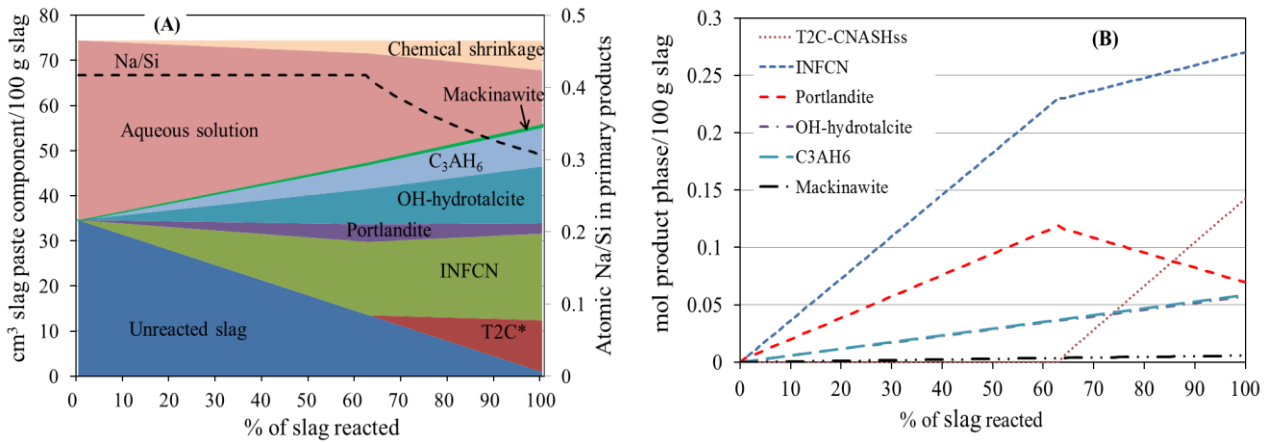 (A)
cm³ slag paste component/100 g slag
80
70
60
50
40
30
20
10
0
Chemical shrinkage
Na/Si
Mackinawite
Aqueous solution
C₃AH₆
OH-hydrotalcite
Portlandite
INFCN
Unreacted slag
T2C*
0.5
0.4
0.3
0.2
0.1
0
Atomic Na/Si in primary products
0 10 20 30 40 50 60 70 80 90 100
% of slag reacted
(B)
mol product phase/100 g slag
0.3
0.25
0.2
0.15
0.1
0.05
0
T2C-CNASHss
INFCN
Portlandite
OH-hydrotalcite
C3AH6
Mackinawite
0 10 20 30 40 50 60 70 80 90 100
% of slag reacted